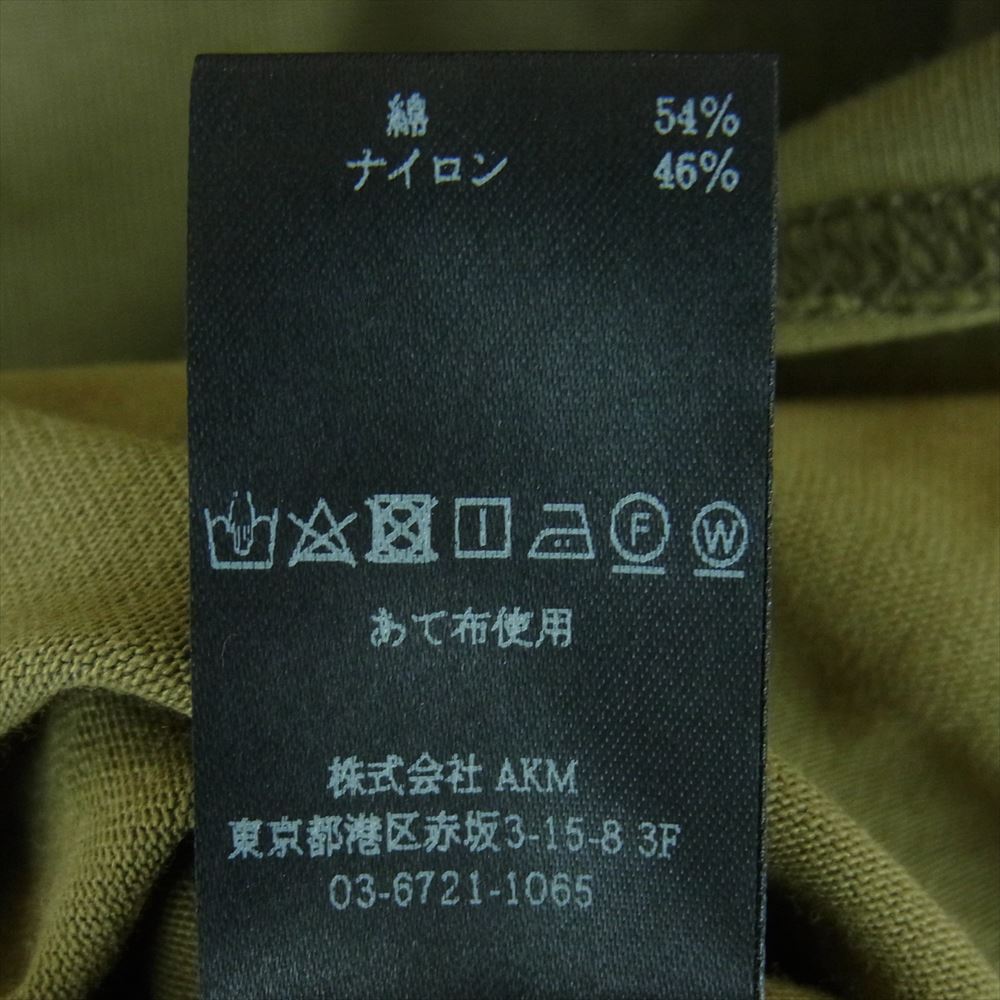 綿 54%
ナイロン 46%
F W
あて布使用
株式会社 AKM
東京都港区赤坂3-15-8 3F
03-6721-1065